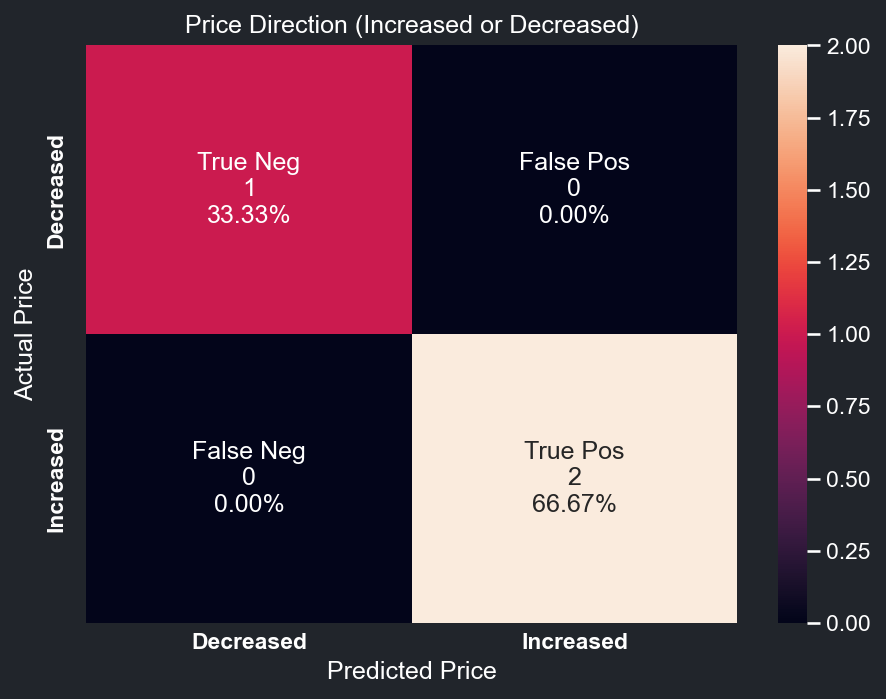 Price Direction (Increased or Decreased)
Actual Price
Decreased
Increased
True Neg
1
33.33%
False Pos
0
0.00%
False Neg
0
0.00%
True Pos
2
66.67%
Decreased
Increased
Predicted Price
2.00
1.75
1.50
1.25
1.00
0.75
0.50
0.25
0.00